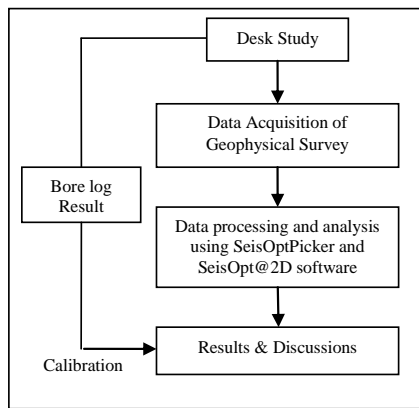 Desk Study
Data Acquisition of
Geophysical Survey
Bore log
Result
Data processing and analysis
using SeisOptPicker and
SeisOpt@2D software
Results & Discussions
Calibration